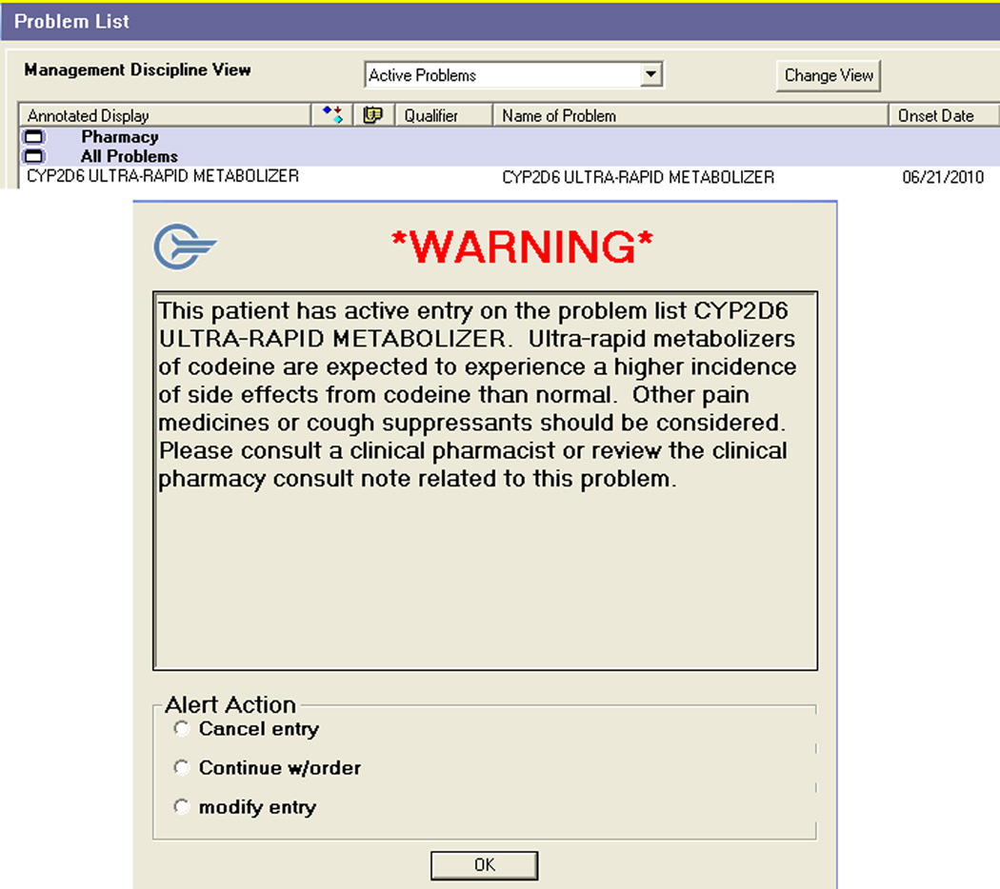 Problem List
Management Discipline View
Active Problems
Change View
Annotated Display Qualifier Name of Problem Onset Date
Pharmacy
All Problems
CYP2D6 ULTRA-RAPID METABOLIZER CYP2D6 ULTRA-RAPID METABOLIZER 06/21/2010
*WARNING*
This patient has active entry on the problem list CYP2D6
ULTRA-RAPID METABOLIZER. Ultra-rapid metabolizers
of codeine are expected to experience a higher incidence
of side effects from codeine than normal. Other pain
medicines or cough suppressants should be considered.
Please consult a clinical pharmacist or review the clinical
pharmacy consult note related to this problem.
Alert Action
Cancel entry
Continue w/order
modify entry
OK